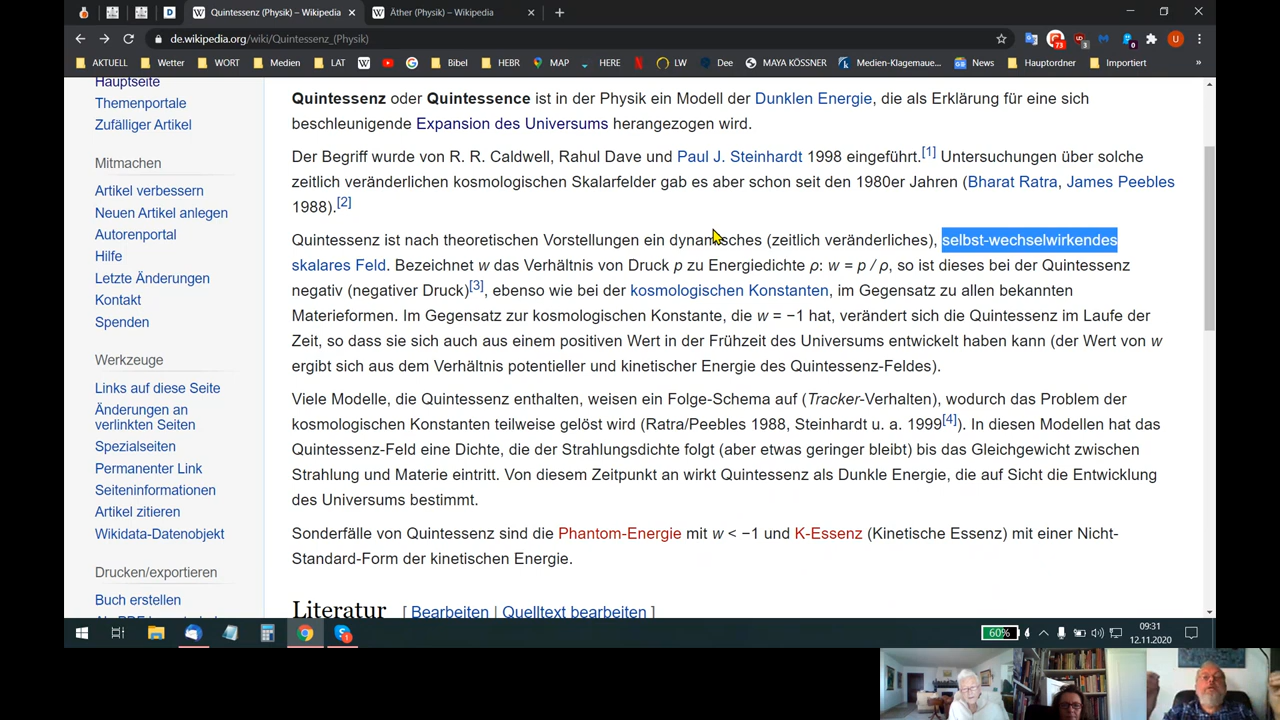 Quintessenz (Physik) – Wikipedia
Äther (Physik) – Wikipedia
de.wikipedia.org/wiki/Quintessenz_(Physik)
AKTUELL Wetter WORT Medien LAT Bibel HEBR MAP HERE LW Dee MAYA KÖSSNER Medien-Klagemaue... News Hauptordner Importiert »
Hauptseite
Themenportale
Zufälliger Artikel
Mitmachen
Artikel verbessern
Neuen Artikel anlegen
Autorenportal
Hilfe
Letzte Änderungen
Kontakt
Spenden
Werkzeuge
Links auf diese Seite
Änderungen an
verlinkten Seiten
Spezialseiten
Permanenter Link
Seiteninformationen
Artikel zitieren
Wikidata-Datenobjekt
Drucken/exportieren
Buch erstellen
Quintessenz oder Quintessence ist in der Physik ein Modell der Dunklen Energie, die als Erklärung für eine sich
beschleunigende Expansion des Universums herangezogen wird.
Der Begriff wurde von R. R. Caldwell, Rahul Dave und Paul J. Steinhardt 1998 eingeführt.[1] Untersuchungen über solche
zeitlich veränderlichen kosmologischen Skalarfelder gab es aber schon seit den 1980er Jahren (Bharat Ratra, James Peebles
1988).[2]
Quintessenz ist nach theoretischen Vorstellungen ein dynamisches (zeitlich veränderliches), selbst-wechselwirkendes
skalares Feld. Bezeichnet w das Verhältnis von Druck p zu Energiedichte ρ: w = p / ρ, so ist dieses bei der Quintessenz
negativ (negativer Druck)[3], ebenso wie bei der kosmologischen Konstanten, im Gegensatz zu allen bekannten
Materieformen. Im Gegensatz zur kosmologischen Konstante, die w = −1 hat, verändert sich die Quintessenz im Laufe der
Zeit, so dass sie sich auch aus einem positiven Wert in der Frühzeit des Universums entwickelt haben kann (der Wert von w
ergibt sich aus dem Verhältnis potentieller und kinetischer Energie des Quintessenz-Feldes).
Viele Modelle, die Quintessenz enthalten, weisen ein Folge-Schema auf (Tracker-Verhalten), wodurch das Problem der
kosmologischen Konstanten teilweise gelöst wird (Ratra/Peebles 1988, Steinhardt u. a. 1999[4]). In diesen Modellen hat das
Quintessenz-Feld eine Dichte, die der Strahlungsdichte folgt (aber etwas geringer bleibt) bis das Gleichgewicht zwischen
Strahlung und Materie eintritt. Von diesem Zeitpunkt an wirkt Quintessenz als Dunkle Energie, die auf Sicht die Entwicklung
des Universums bestimmt.
Sonderfälle von Quintessenz sind die Phantom-Energie mit w < −1 und K-Essenz (Kinetische Essenz) mit einer Nicht-
Standard-Form der kinetischen Energie.
Literatur [ Bearbeiten | Quelltext bearbeiten ]
60%
09:31
12.11.2020